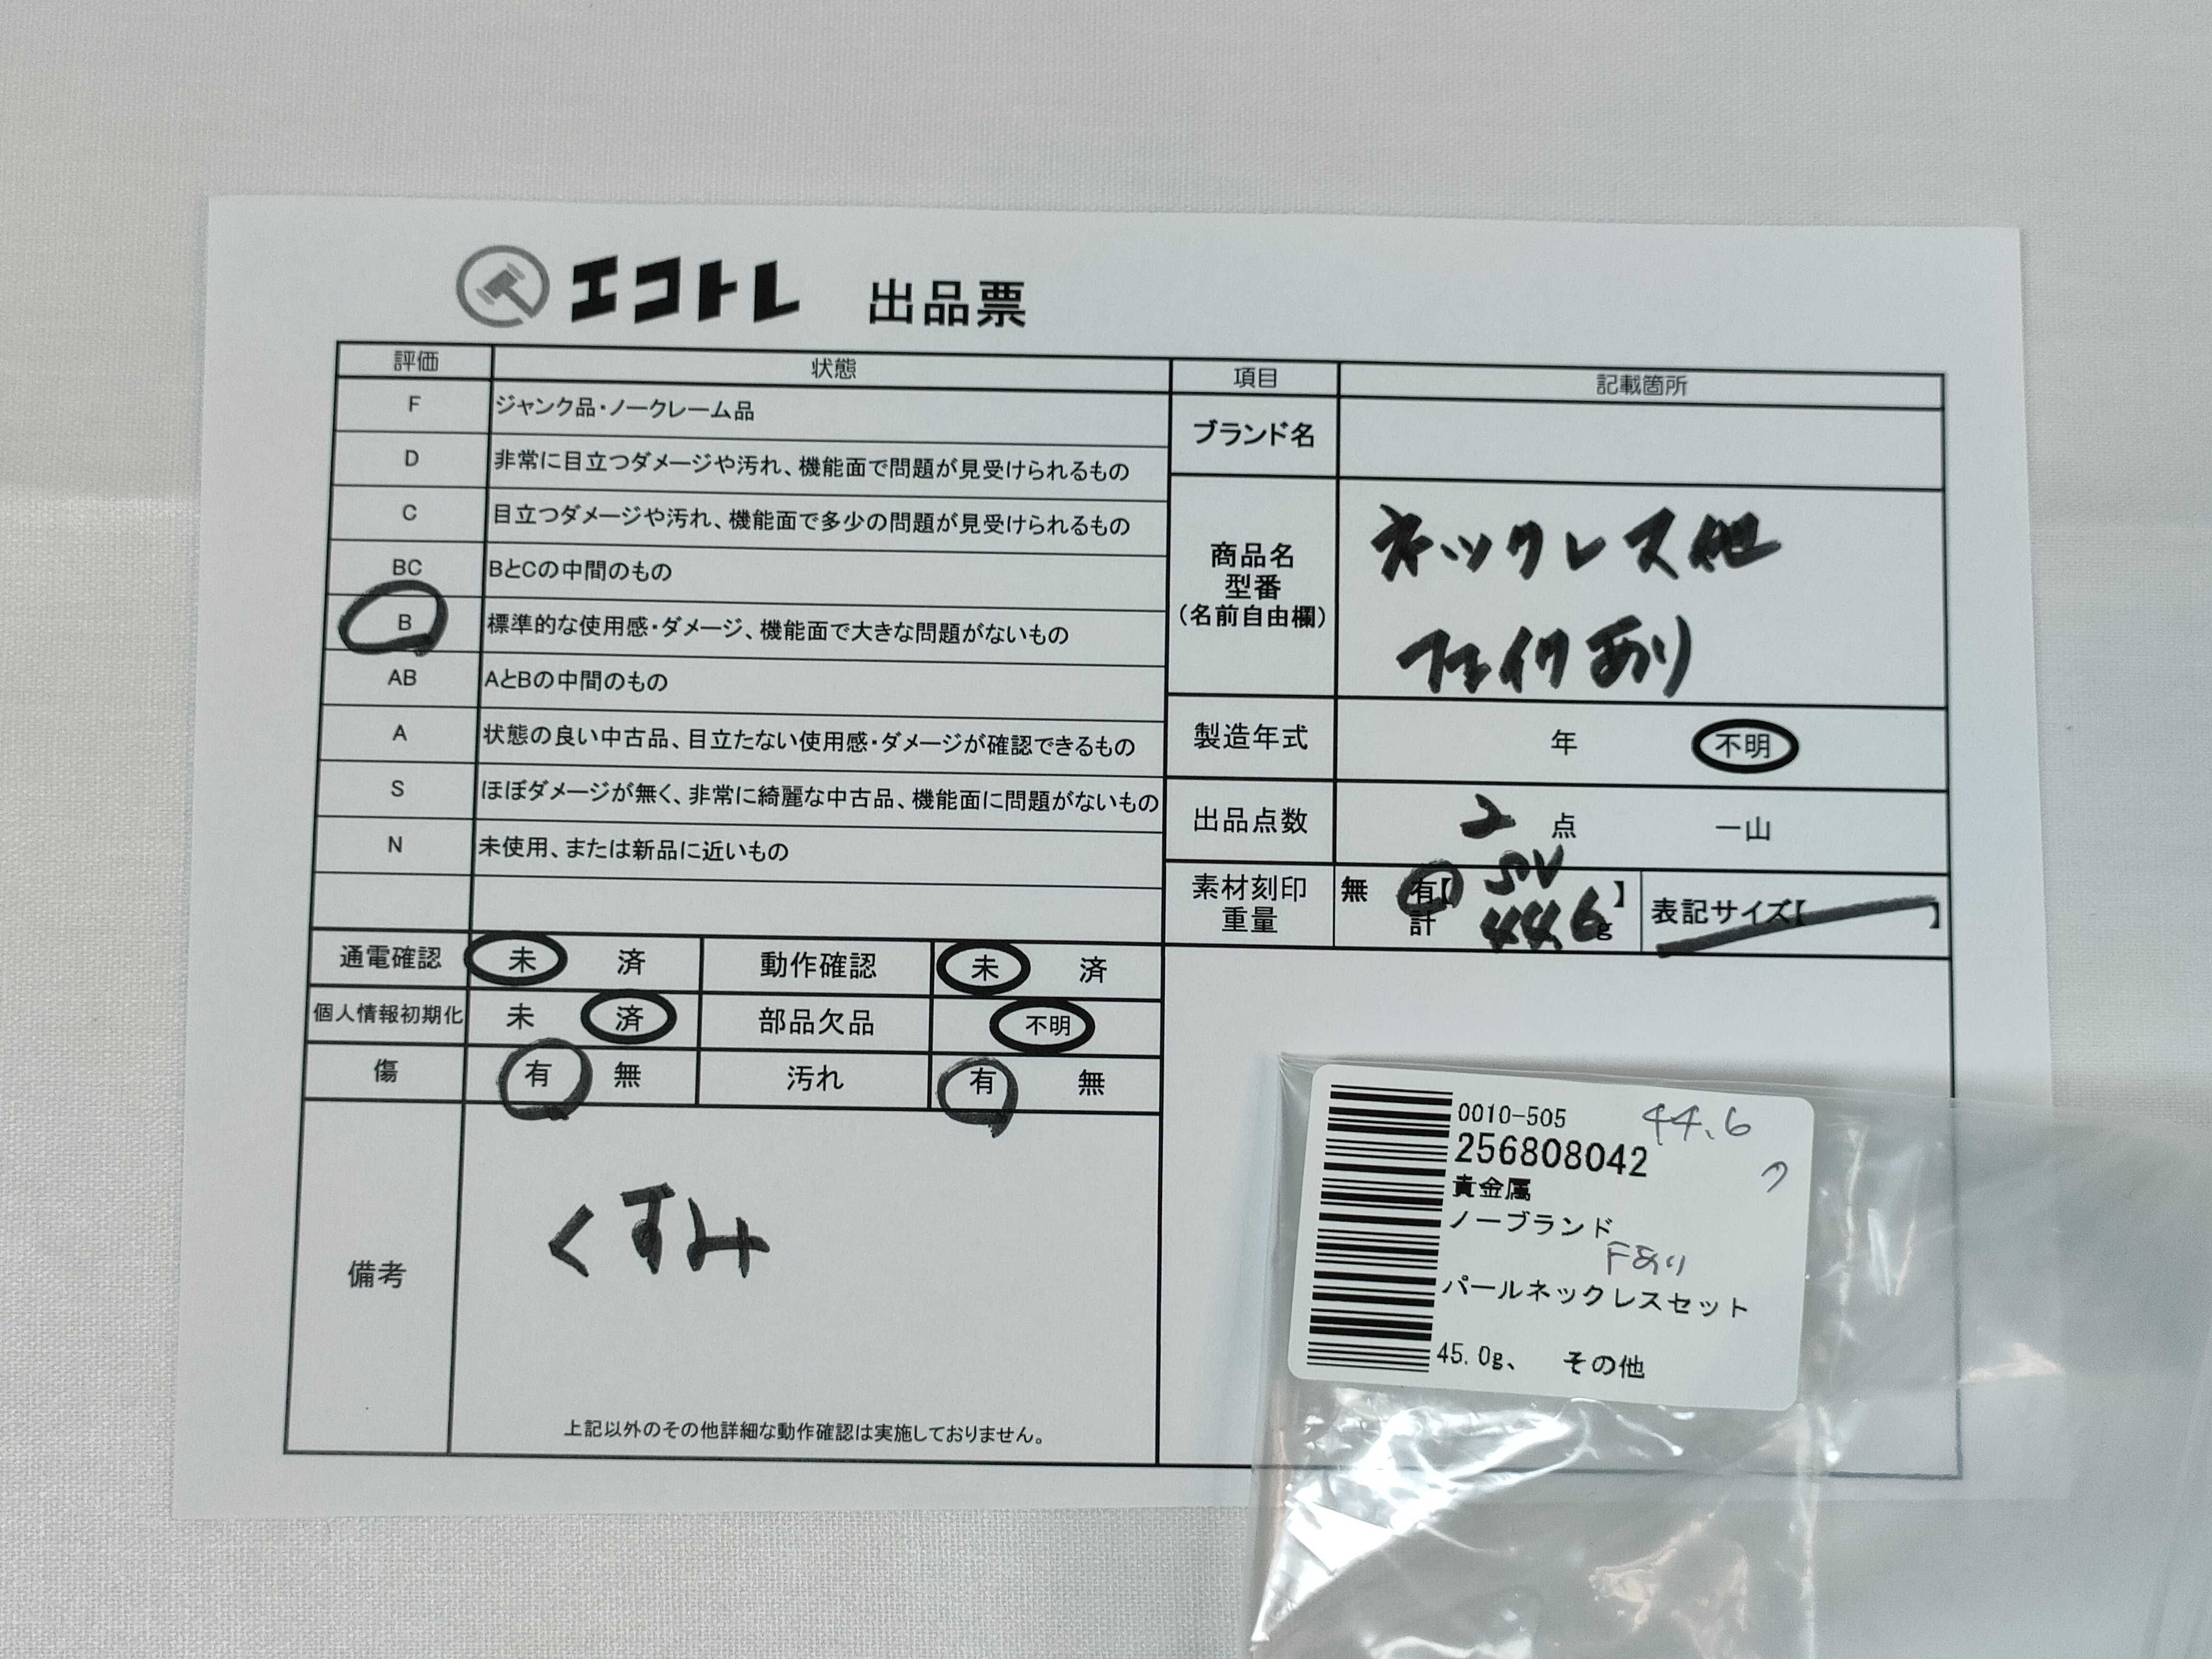 エコトレ 出品票
評価 状態
F ジャンク品・ノークレーム品
D 非常に目立つダメージや汚れ、機能面で問題が見受けられるもの
C 目立つダメージや汚れ、機能面で多少の問題が見受けられるもの
BC BとCの中間のもの
B 標準的な使用感・ダメージ、機能面で大きな問題がないもの
AB AとBの中間のもの
A 状態の良い中古品、目立たない使用感・ダメージが確認できるもの
S ほぼダメージが無く、非常に綺麗な中古品、機能面に問題がないもの
N 未使用、または新品に近いもの
通電確認 未 済 動作確認 未 済
個人情報初期化 未 済 部品欠品 不明
傷 有 無 汚れ 有 無
備考 くすみ
上記以外のその他詳細な動作確認は実施しておりません。
項目 記載箇所
ブランド名
商品名
型番
(名前自由欄)
ネックレス他
フェイクあり
製造年式 年 不明
出品点数 2 点 一山
素材刻印
重量
無 有【 SV 】
計 44.6 g
表記サイズ【 】
0010-505 44.6
256808042
貴金属
ノーブランド
Fあり
パールネックレスセット
45.0g、 その他